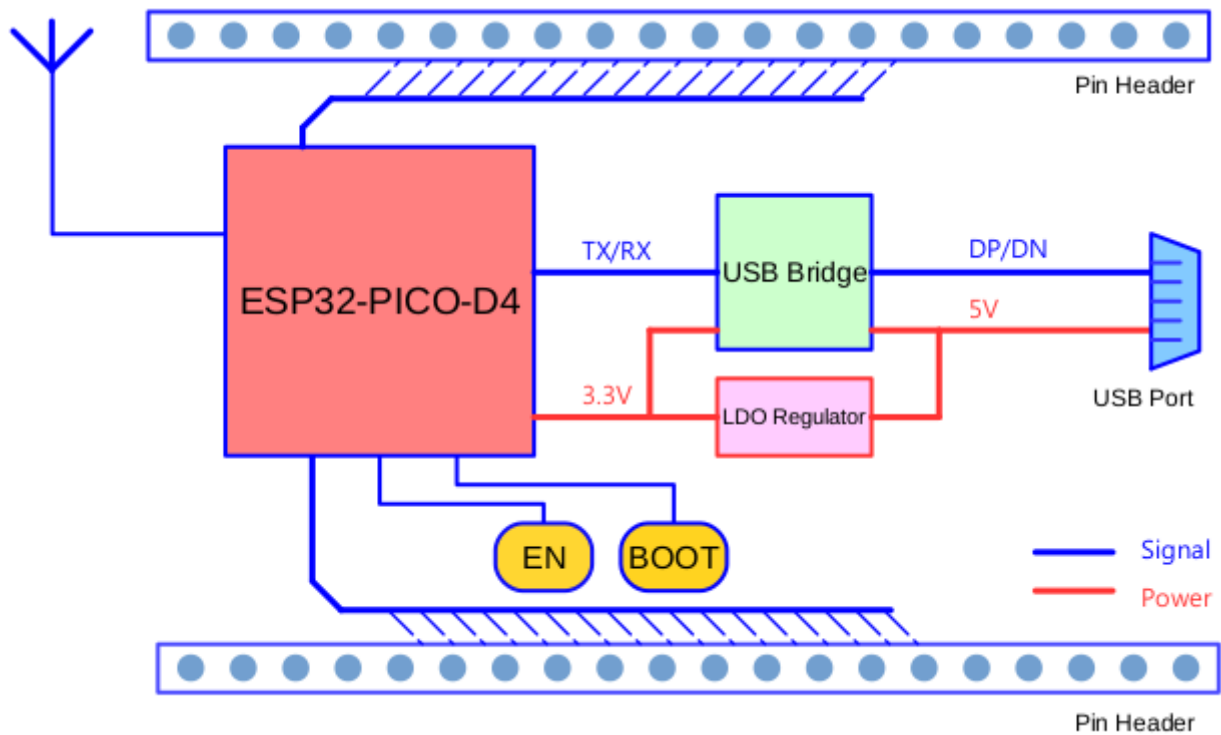 Pin Header
TX/RX
USB Bridge
DP/DN
ESP32-PICO-D4
5V
3.3V
LDO Regulator
USB Port
EN
BOOT
Signal
Power
Pin Header